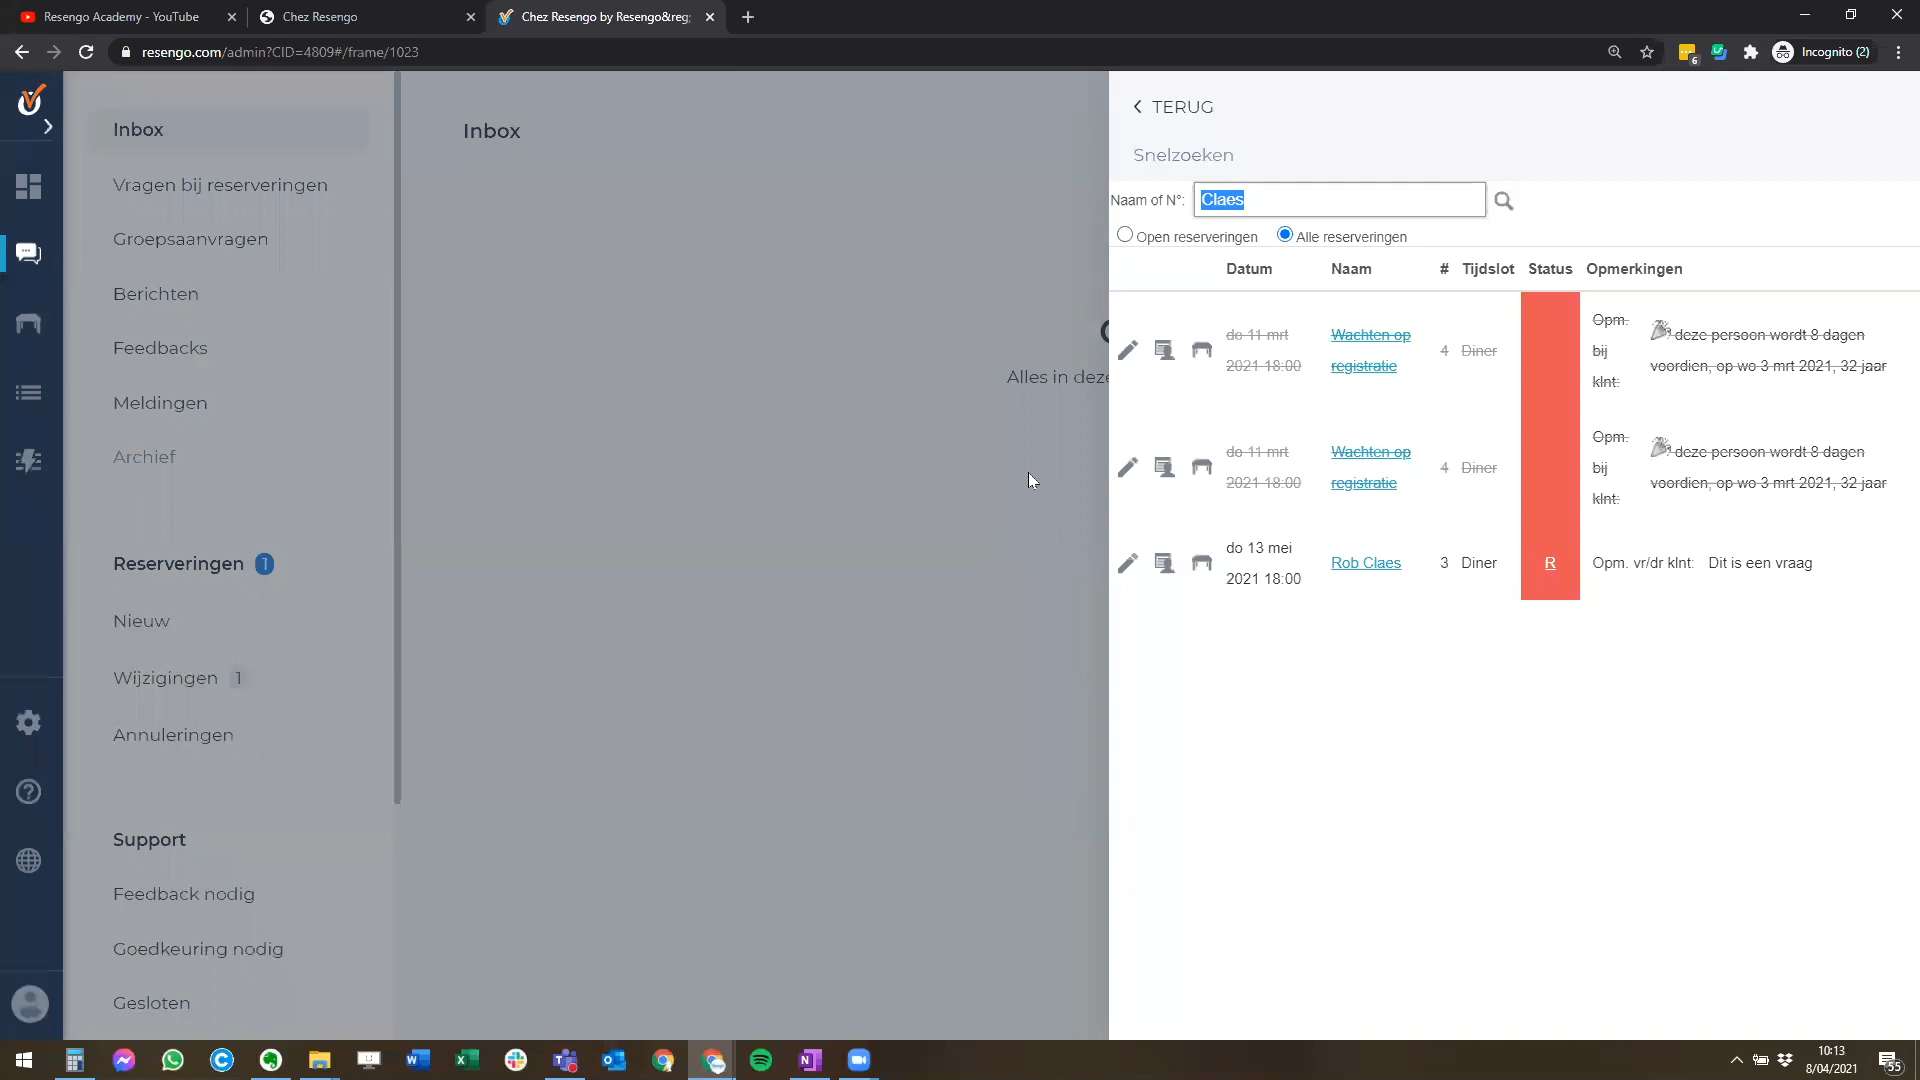 Resengo Academy - YouTube
Chez Resengo
Chez Resengo by Resengo&reg;
resengo.com/admin?CID=4809#/frame/1023
6
Incognito (2)
Inbox
Vragen bij reserveringen
Groepsaanvragen
Berichten
Feedbacks
Meldingen
Archief
Reserveringen 1
Nieuw
Wijzigingen 1
Annuleringen
Support
Feedback nodig
Goedkeuring nodig
Gesloten
Inbox
Alles in deze
TERUG
Snelzoeken
Naam of N°: Claes
Open reserveringen Alle reserveringen
Datum Naam # Tijdslot Status Opmerkingen
do 11 mrt 2021 18:00 Wachten op registratie 4 Diner Opm. bij klnt: deze persoon wordt 8 dagen voordien, op wo 3 mrt 2021, 32 jaar
do 11 mrt 2021 18:00 Wachten op registratie 4 Diner Opm. bij klnt: deze persoon wordt 8 dagen voordien, op wo 3 mrt 2021, 32 jaar
do 13 mei 2021 18:00 Rob Claes 3 Diner R Opm. vr/dr klnt: Dit is een vraag
10:13
8/04/2021
55